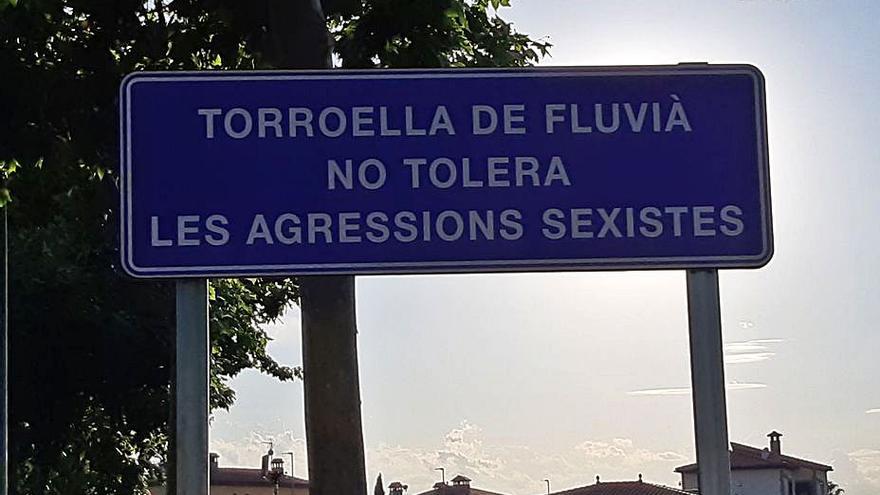 TORROELLA DE FLUVIÀ
NO TOLERA
LES AGRESSIONS SEXISTES